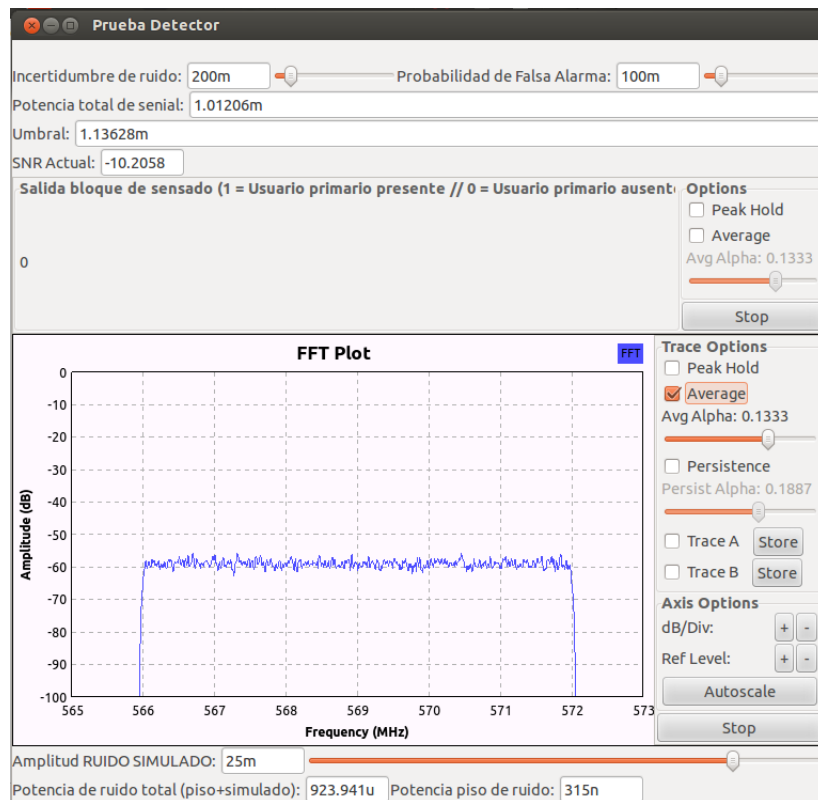 Prueba Detector
Incertidumbre de ruido: 200m Probabilidad de Falsa Alarma: 100m
Potencia total de senial: 1.01206m
Umbral: 1.13628m
SNR Actual: -10.2058
Salida bloque de sensado (1 = Usuario primario presente // 0 = Usuario primario ausent
0
Options
Peak Hold
Average
Avg Alpha: 0.1333
Stop
FFT Plot
FFT
0
-10
-20
-30
-40
-50
-60
-70
-80
-90
-100
Amplitude (dB)
565 566 567 568 569 570 571 572 573
Frequency (MHz)
Trace Options
Peak Hold
Average
Avg Alpha: 0.1333
Persistence
Persist Alpha: 0.1887
Trace A Store
Trace B Store
Axis Options
dB/Div: + -
Ref Level: + -
Autoscale
Stop
Amplitud RUIDO SIMULADO: 25m
Potencia de ruido total (piso+simulado): 923.941u Potencia piso de ruido: 315n